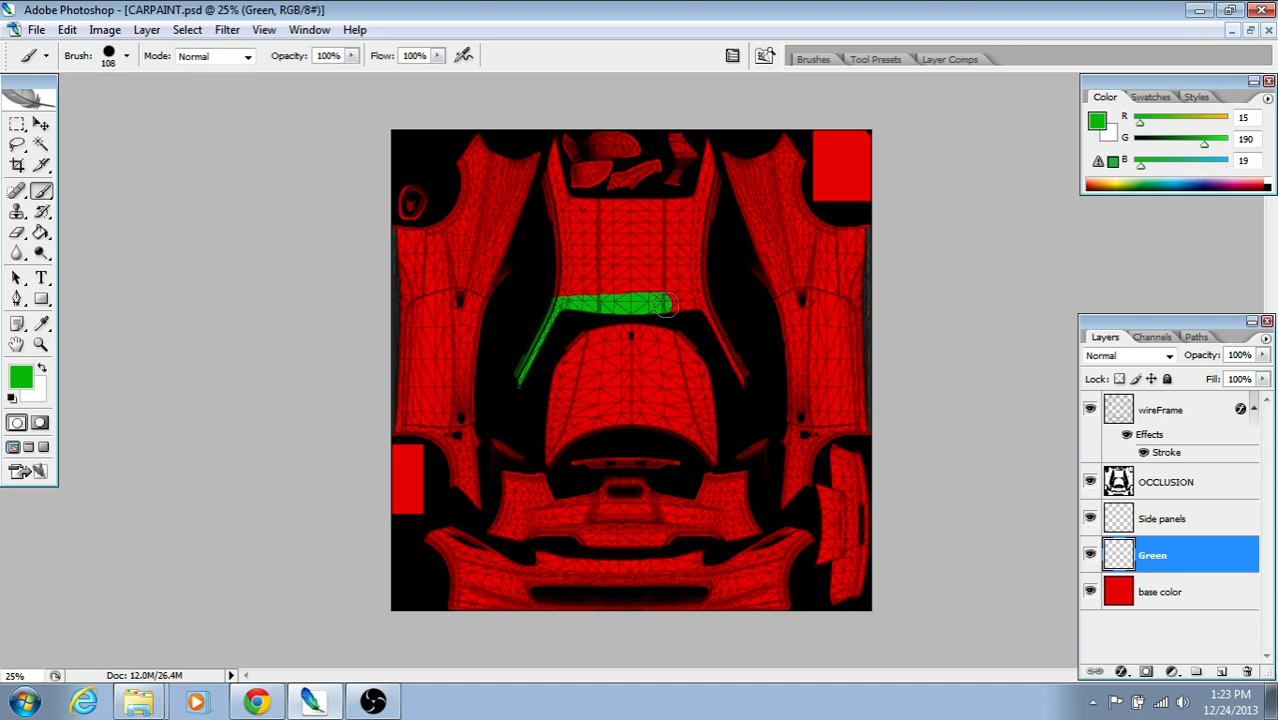 Adobe Photoshop - [CARPAINT.psd @ 25% (Green, RGB/8#)]
File Edit Image Layer Select Filter View Window Help
Brush: 108 Mode: Normal Opacity: 100% Flow: 100% Brushes Tool Presets Layer Comps
Color Swatches Styles
R 15
G 190
B 19
Layers Channels Paths
Normal Opacity: 100%
Lock: Fill: 100%
wireFrame
Effects
Stroke
OCCLUSION
Side panels
Green
base color
25% Doc: 12.0M/26.4M
1:23 PM
12/24/2013